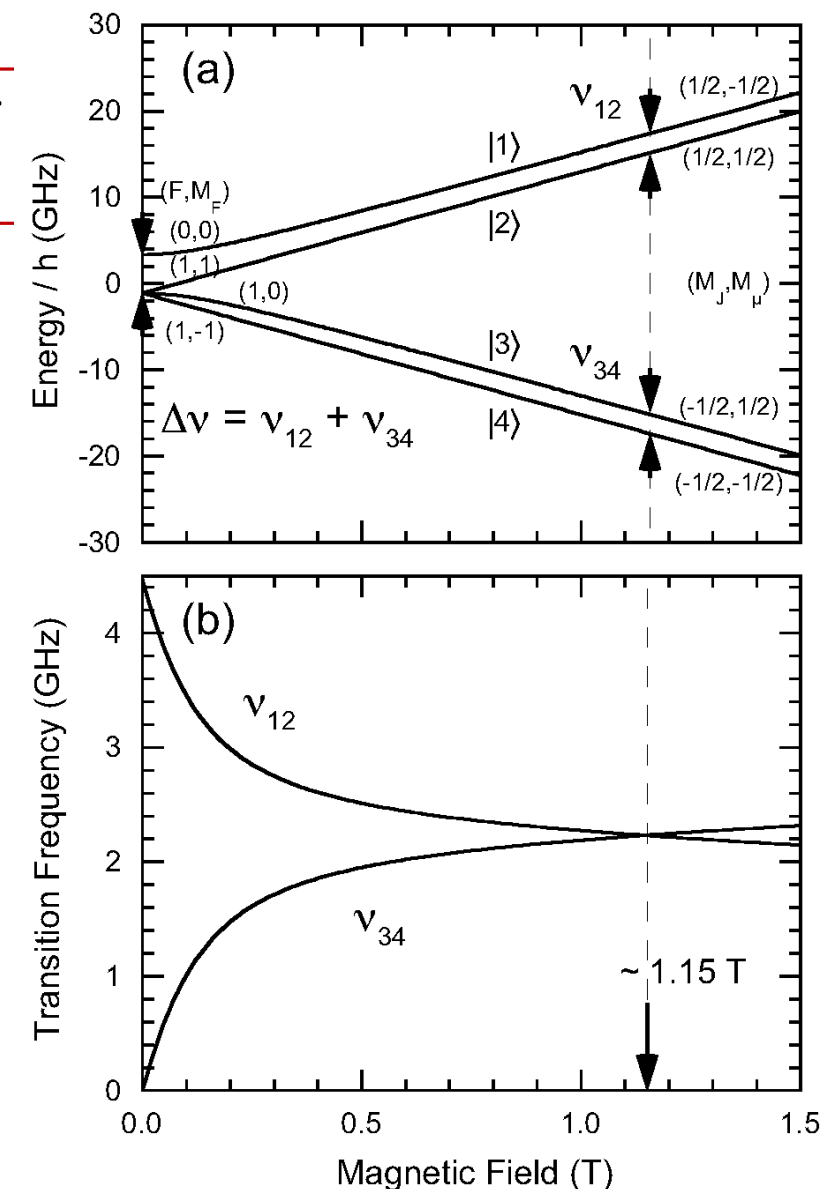 (a)
30
20
10
0
-10
-20
-30
Energy / h (GHz)
ν12
(1/2,-1/2)
(1/2,1/2)
|1⟩
|2⟩
(F,MF)
(0,0)
(1,1)
(1,0)
(1,-1)
(MJ,Mμ)
|3⟩
|4⟩
ν34
(-1/2,1/2)
(-1/2,-1/2)
Δν = ν12 + ν34
(b)
4
3
2
1
0
Transition Frequency (GHz)
ν12
ν34
~ 1.15 T
0.0 0.5 1.0 1.5
Magnetic Field (T)